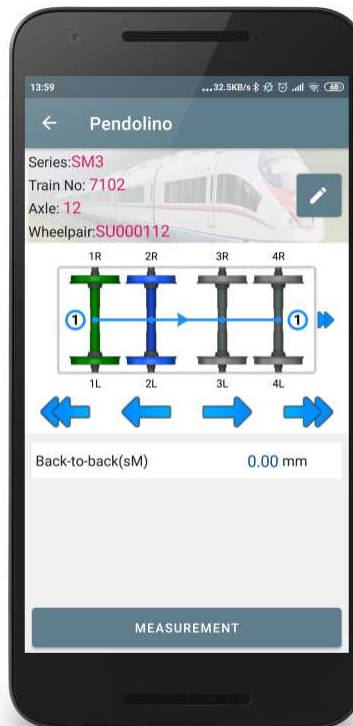 13:59
...32.5KB/s 68
Pendolino
Series:SM3
Train No: 7102
Axle: 12
Wheelpair:SU000112
1R 2R 3R 4R
1 1
1L 2L 3L 4L
Back-to-back(sM) 0.00 mm
MEASUREMENT